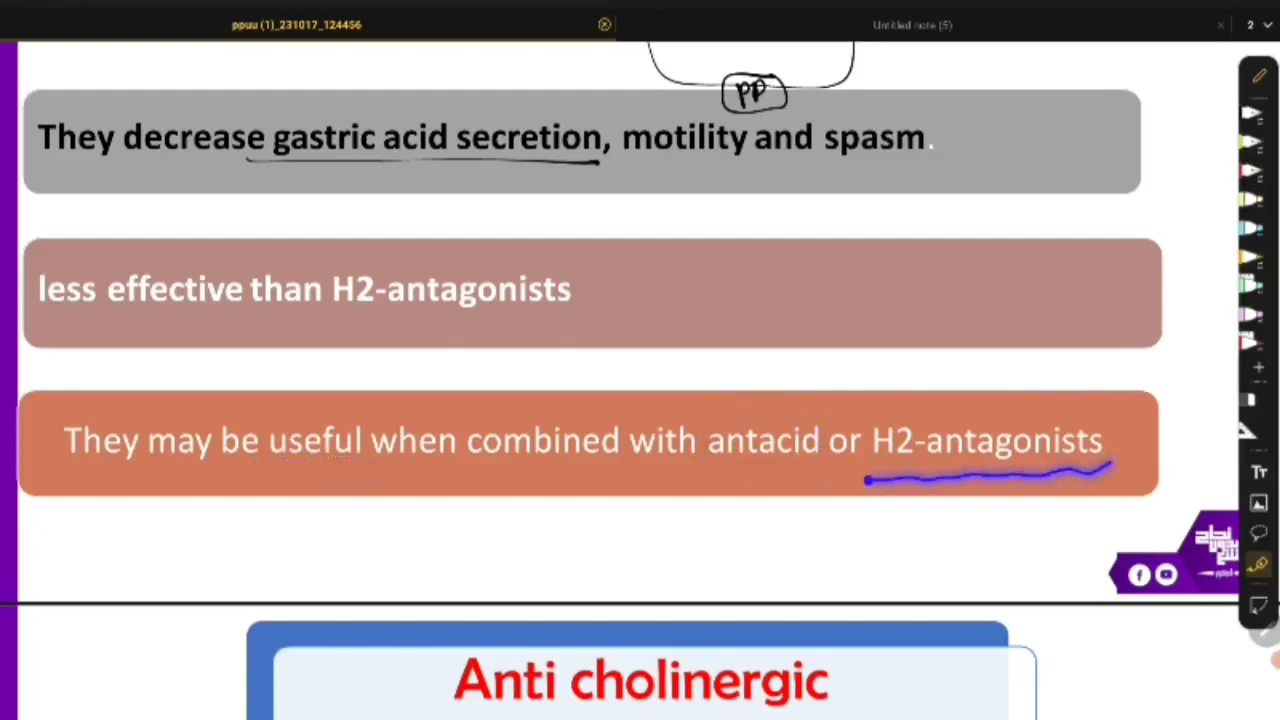 ppuu (1)_231017_124456
Untitled note (5)
2
PP
They decrease gastric acid secretion, motility and spasm.
less effective than H2-antagonists
They may be useful when combined with antacid or H2-antagonists
Tт
Anti cholinergic